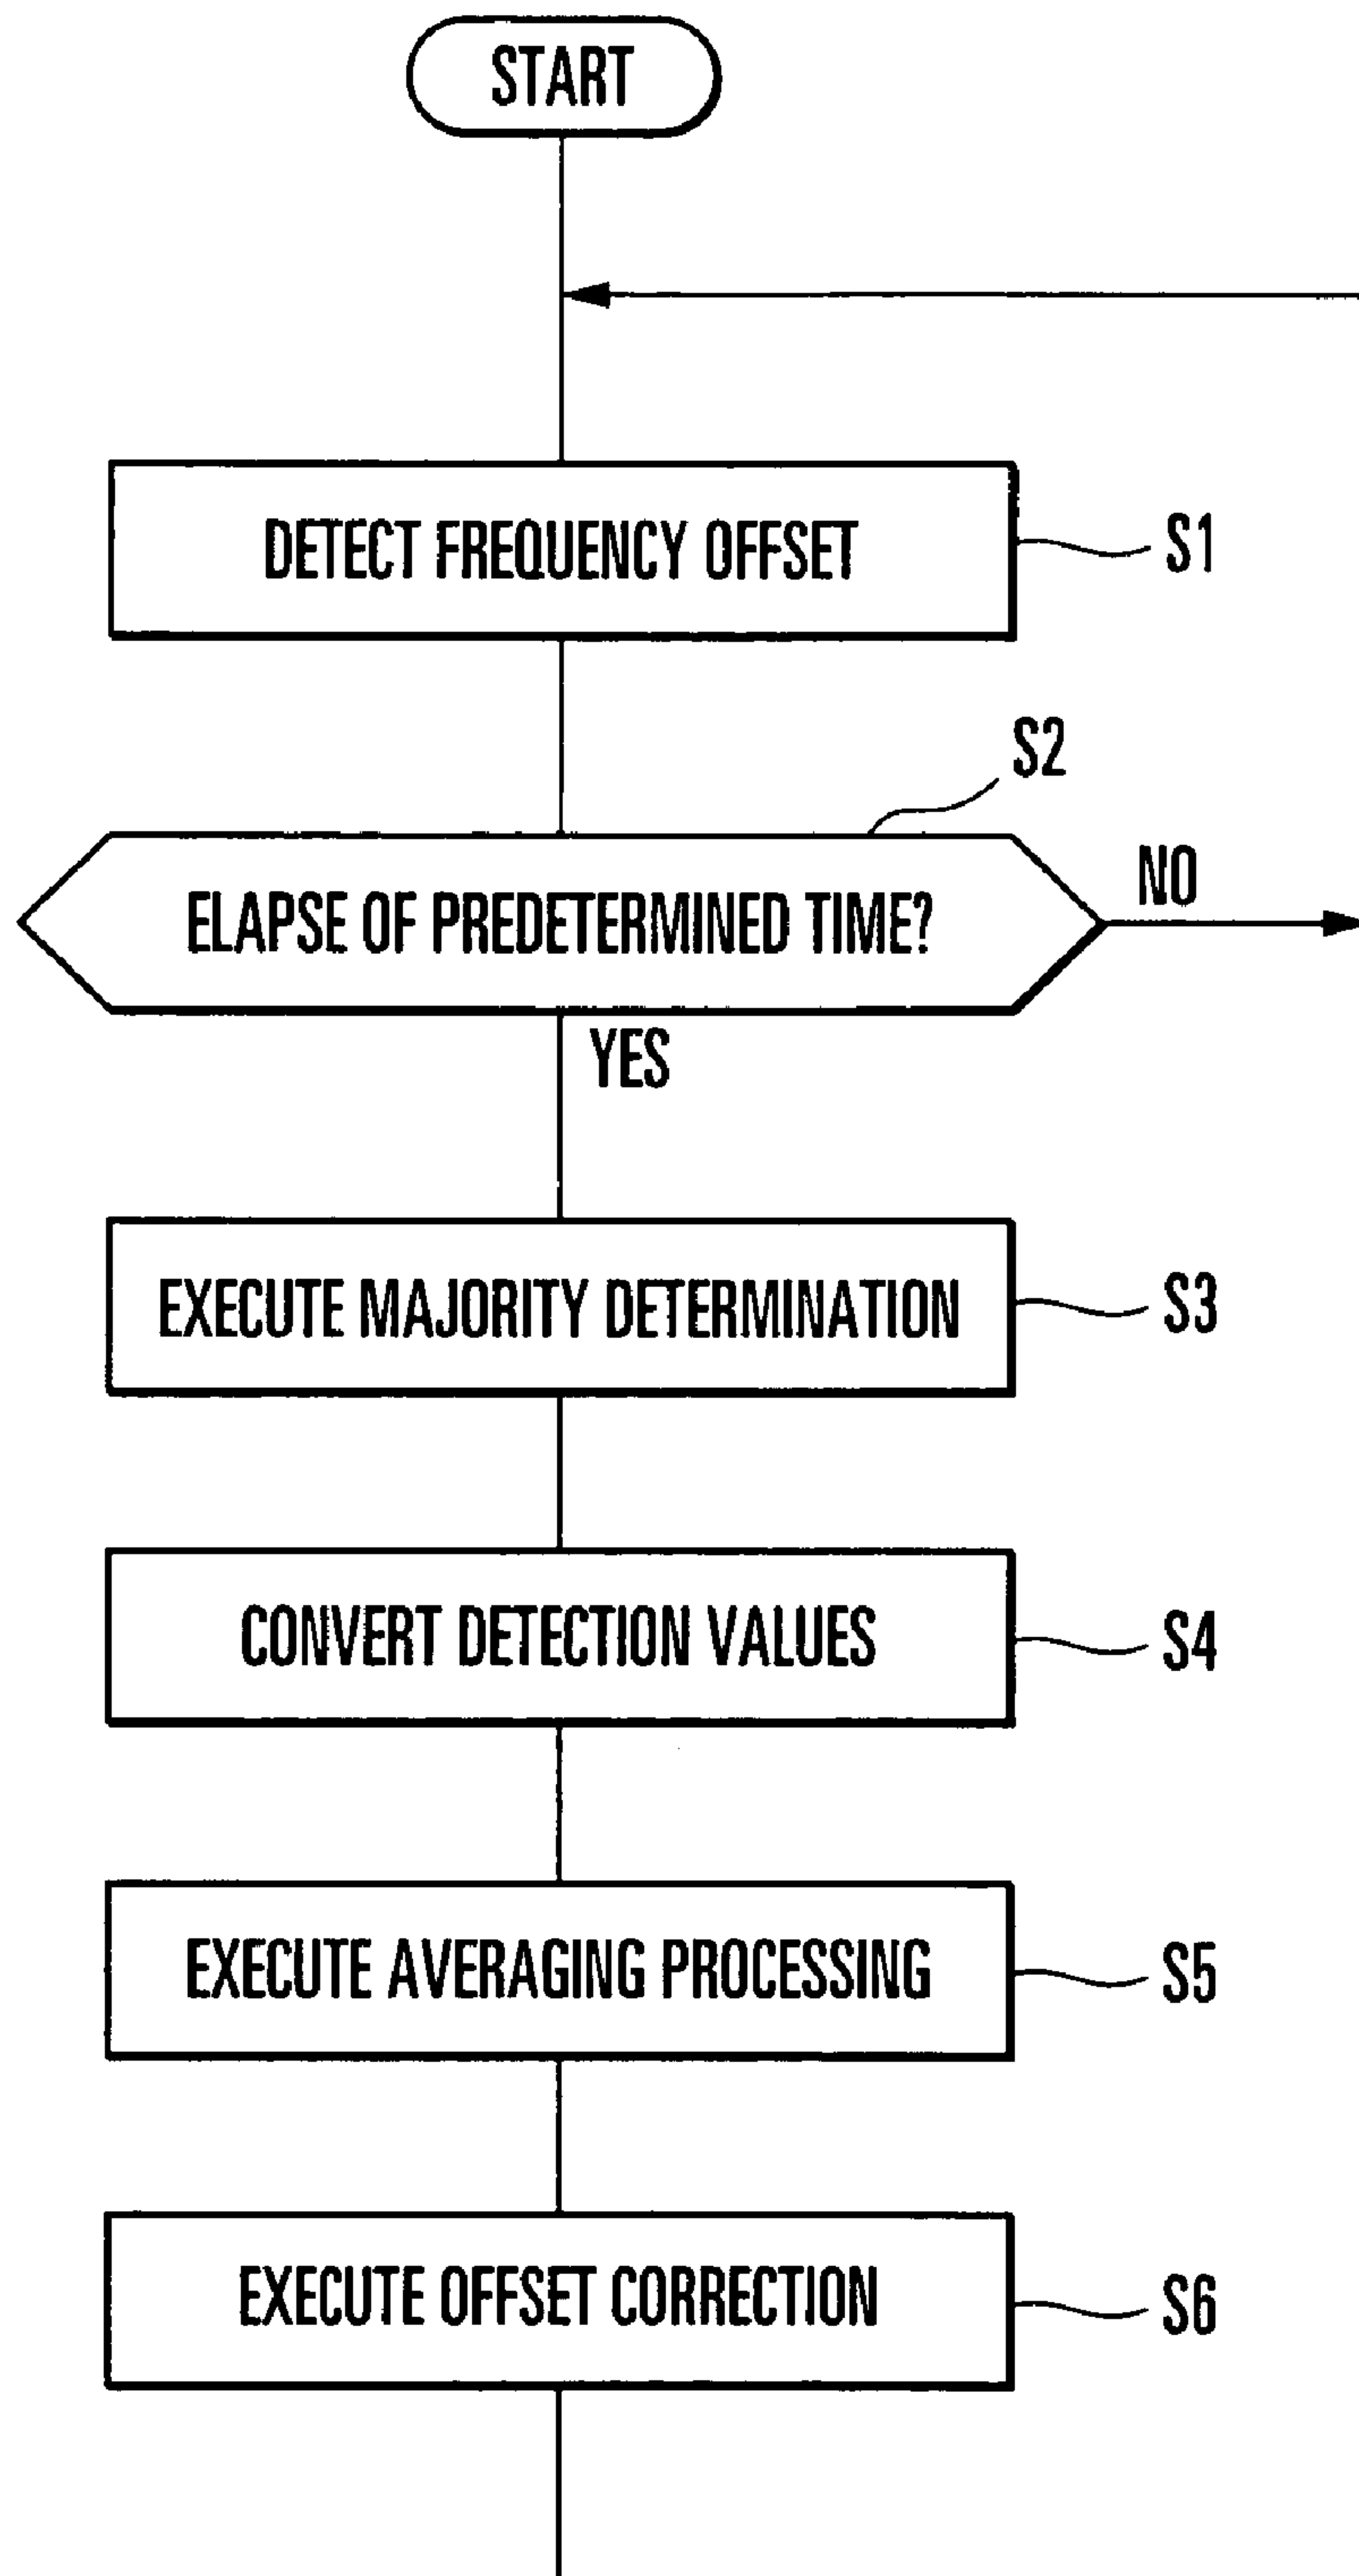 START
DETECT FREQUENCY OFFSET
S1
S2
ELAPSE OF PREDETERMINED TIME?
NO
YES
EXECUTE MAJORITY DETERMINATION
S3
CONVERT DETECTION VALUES
S4
EXECUTE AVERAGING PROCESSING
S5
EXECUTE OFFSET CORRECTION
S6